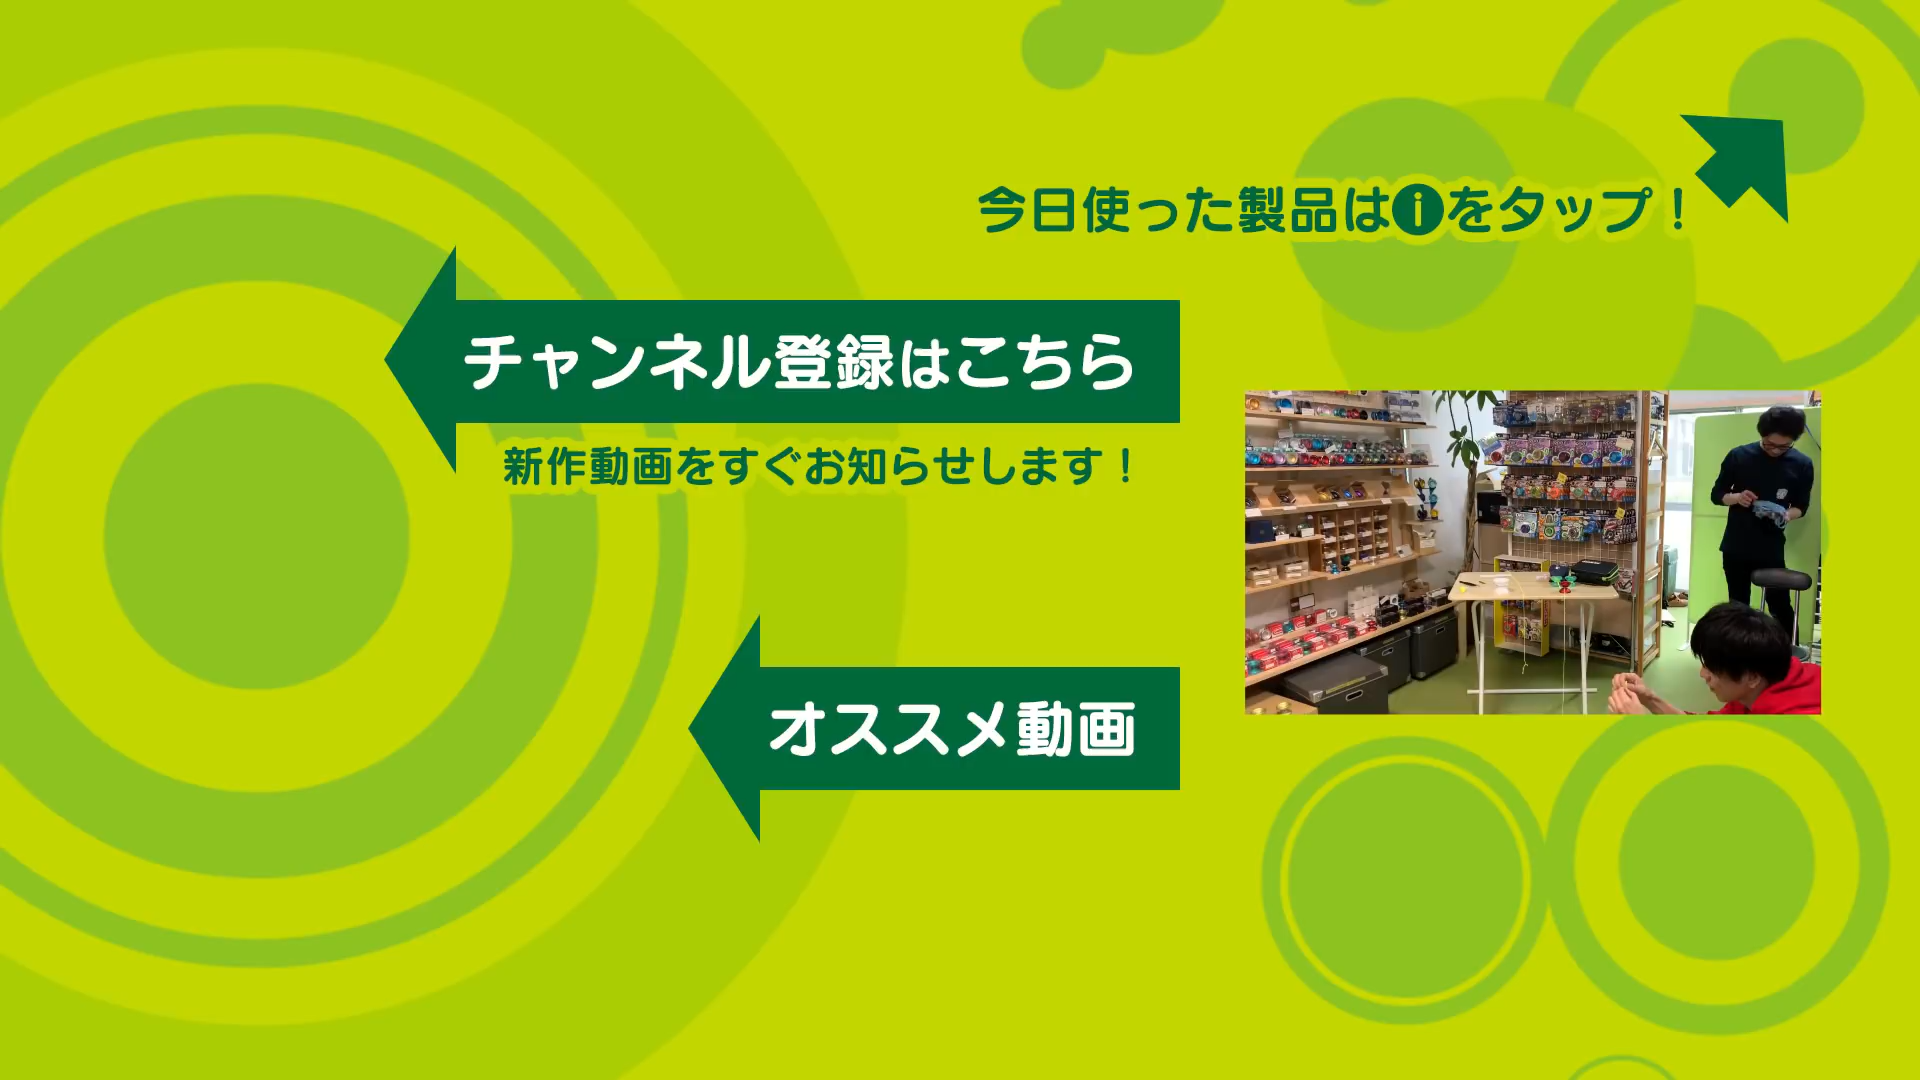 今日使った製品はiをタップ！
チャンネル登録はこちら
新作動画をすぐお知らせします！
オススメ動画